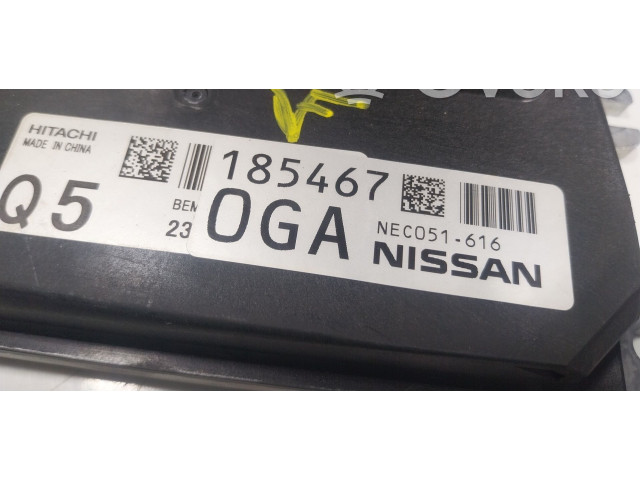 HITACHI
MADE IN CHINA
185467
Q5
BEM
23
0GA
NEC051-616
NISSAN